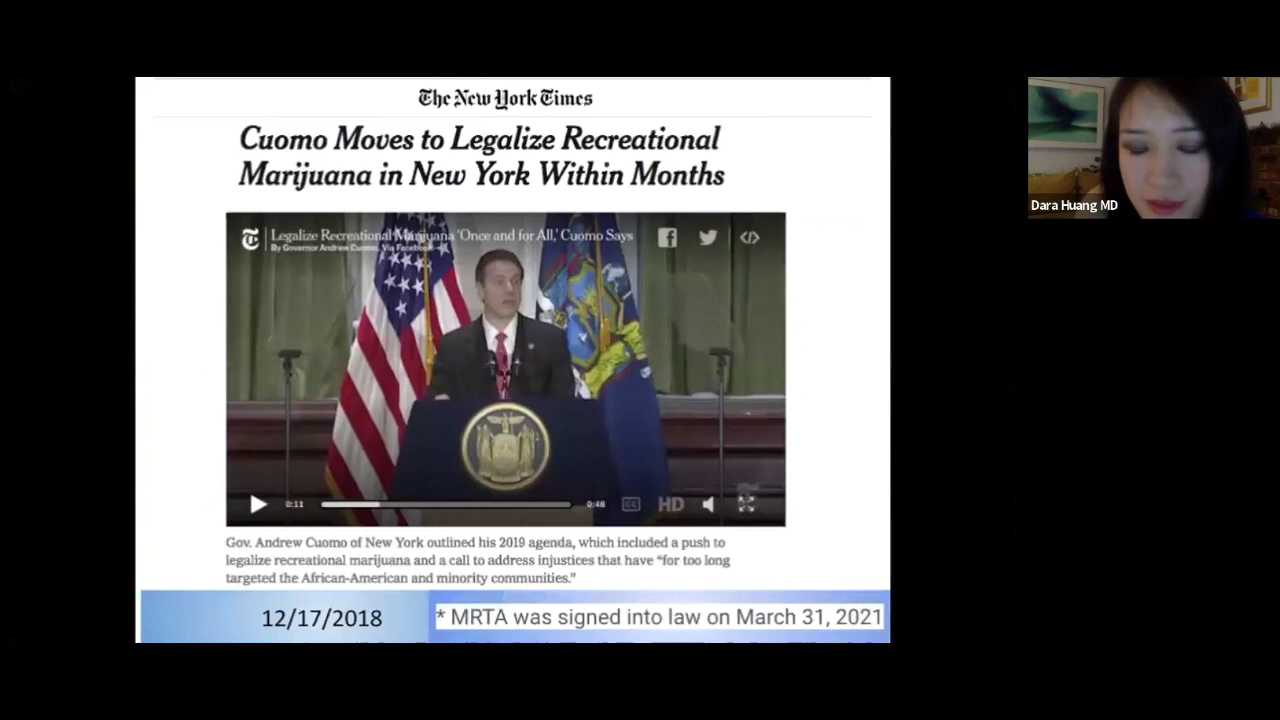 The New York Times
Cuomo Moves to Legalize Recreational
Marijuana in New York Within Months
Legalize Recreational Marijuana 'Once and for All,' Cuomo Says
By Governor Andrew Cuomo, Via Facebook
0:11
0:48
CC
HD
Gov. Andrew Cuomo of New York outlined his 2019 agenda, which included a push to
legalize recreational marijuana and a call to address injustices that have “for too long
targeted the African-American and minority communities.”
12/17/2018
* MRTA was signed into law on March 31, 2021
Dara Huang MD